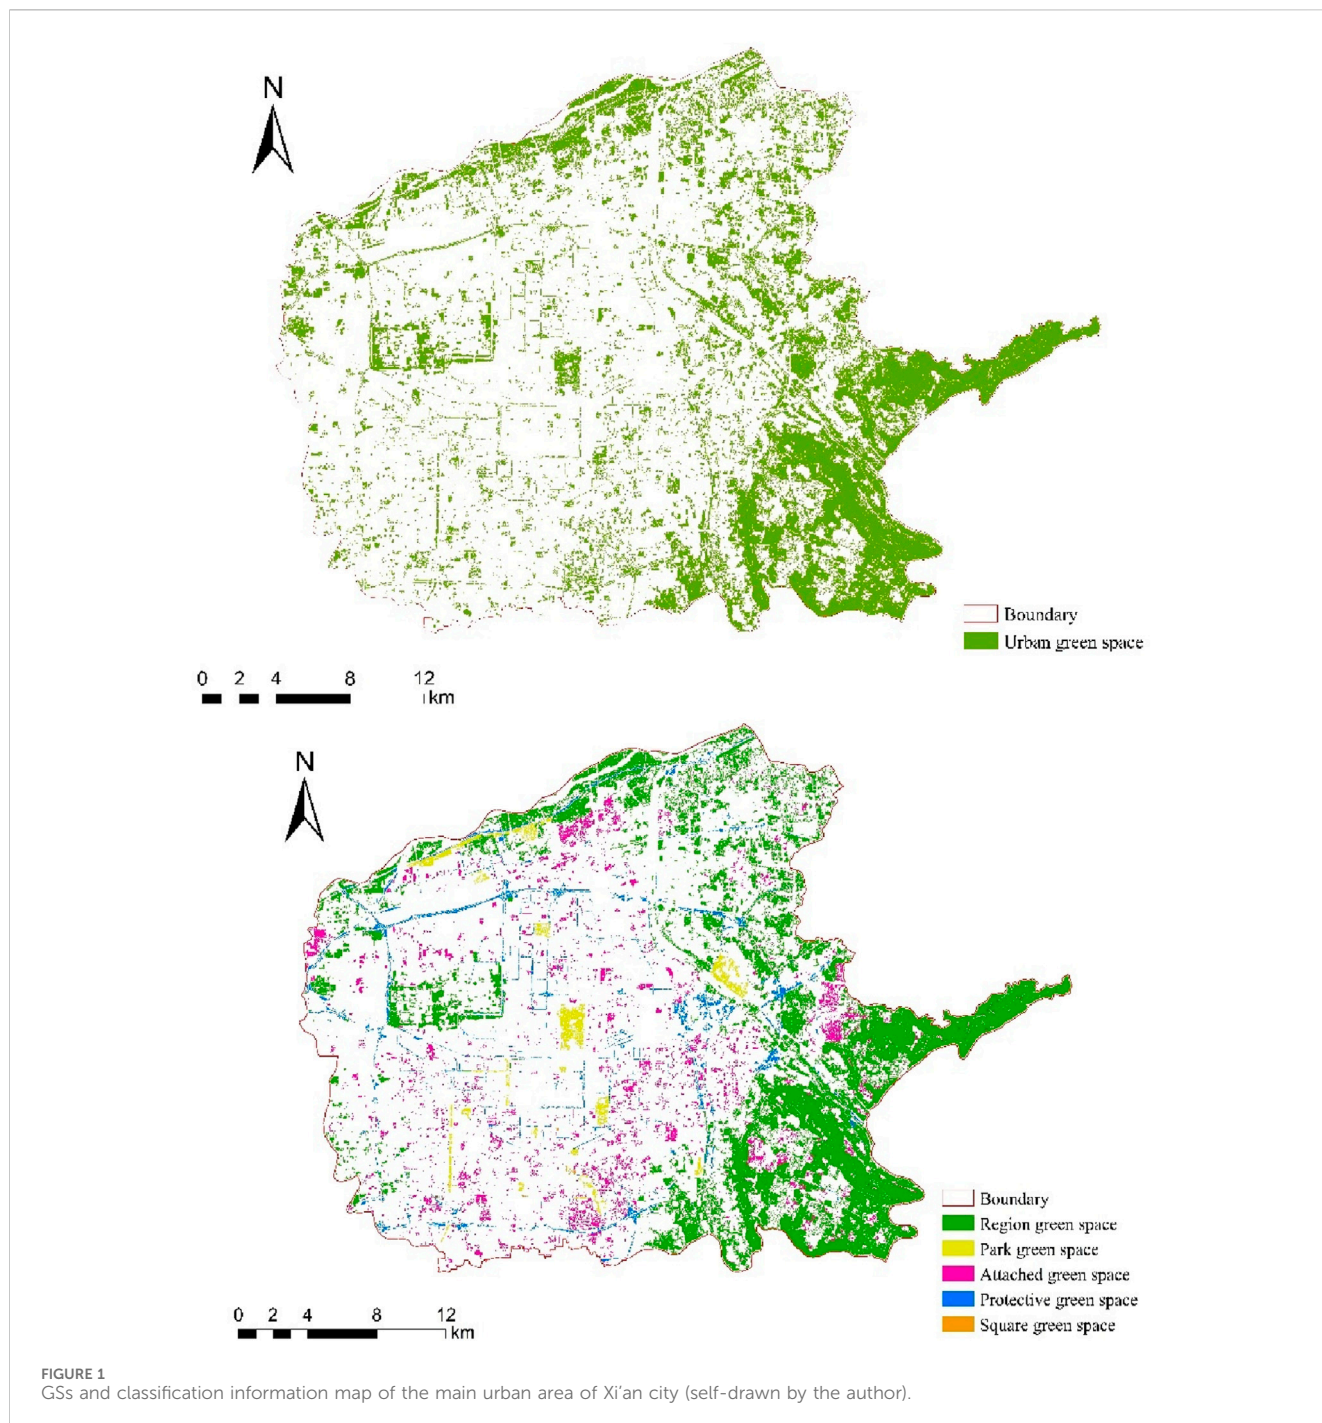 N
Boundary
Urban green space
0 2 4 8 12
km
N
Boundary
Region green space
Park green space
Attached green space
Protective green space
Square green space
0 2 4 8 12
km
FIGURE 1
GSs and classification information map of the main urban area of Xi’an city (self-drawn by the author).